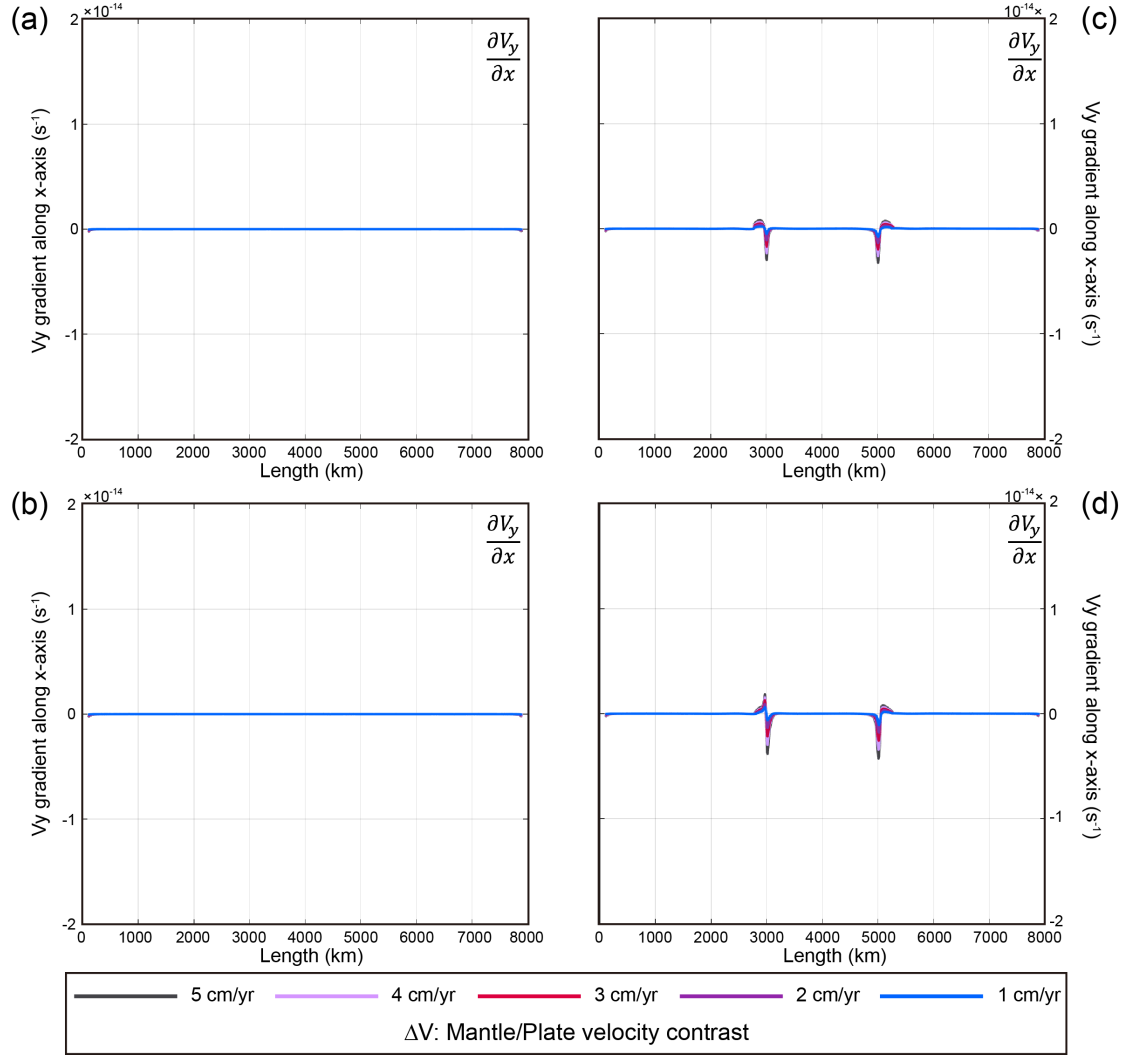 (a)
×10⁻¹⁴
2
1
0
-1
-2
Vy gradient along x-axis (s⁻¹)
∂Vy
∂x
0 1000 2000 3000 4000 5000 6000 7000 8000
Length (km)
(c)
10⁻¹⁴×
2
1
0
-1
-2
Vy gradient along x-axis (s⁻¹)
∂Vy
∂x
0 1000 2000 3000 4000 5000 6000 7000 8000
Length (km)
(b)
×10⁻¹⁴
2
1
0
-1
-2
Vy gradient along x-axis (s⁻¹)
∂Vy
∂x
0 1000 2000 3000 4000 5000 6000 7000 8000
Length (km)
(d)
10⁻¹⁴×
2
1
0
-1
-2
Vy gradient along x-axis (s⁻¹)
∂Vy
∂x
0 1000 2000 3000 4000 5000 6000 7000 8000
Length (km)
5 cm/yr 4 cm/yr 3 cm/yr 2 cm/yr 1 cm/yr
ΔV: Mantle/Plate velocity contrast